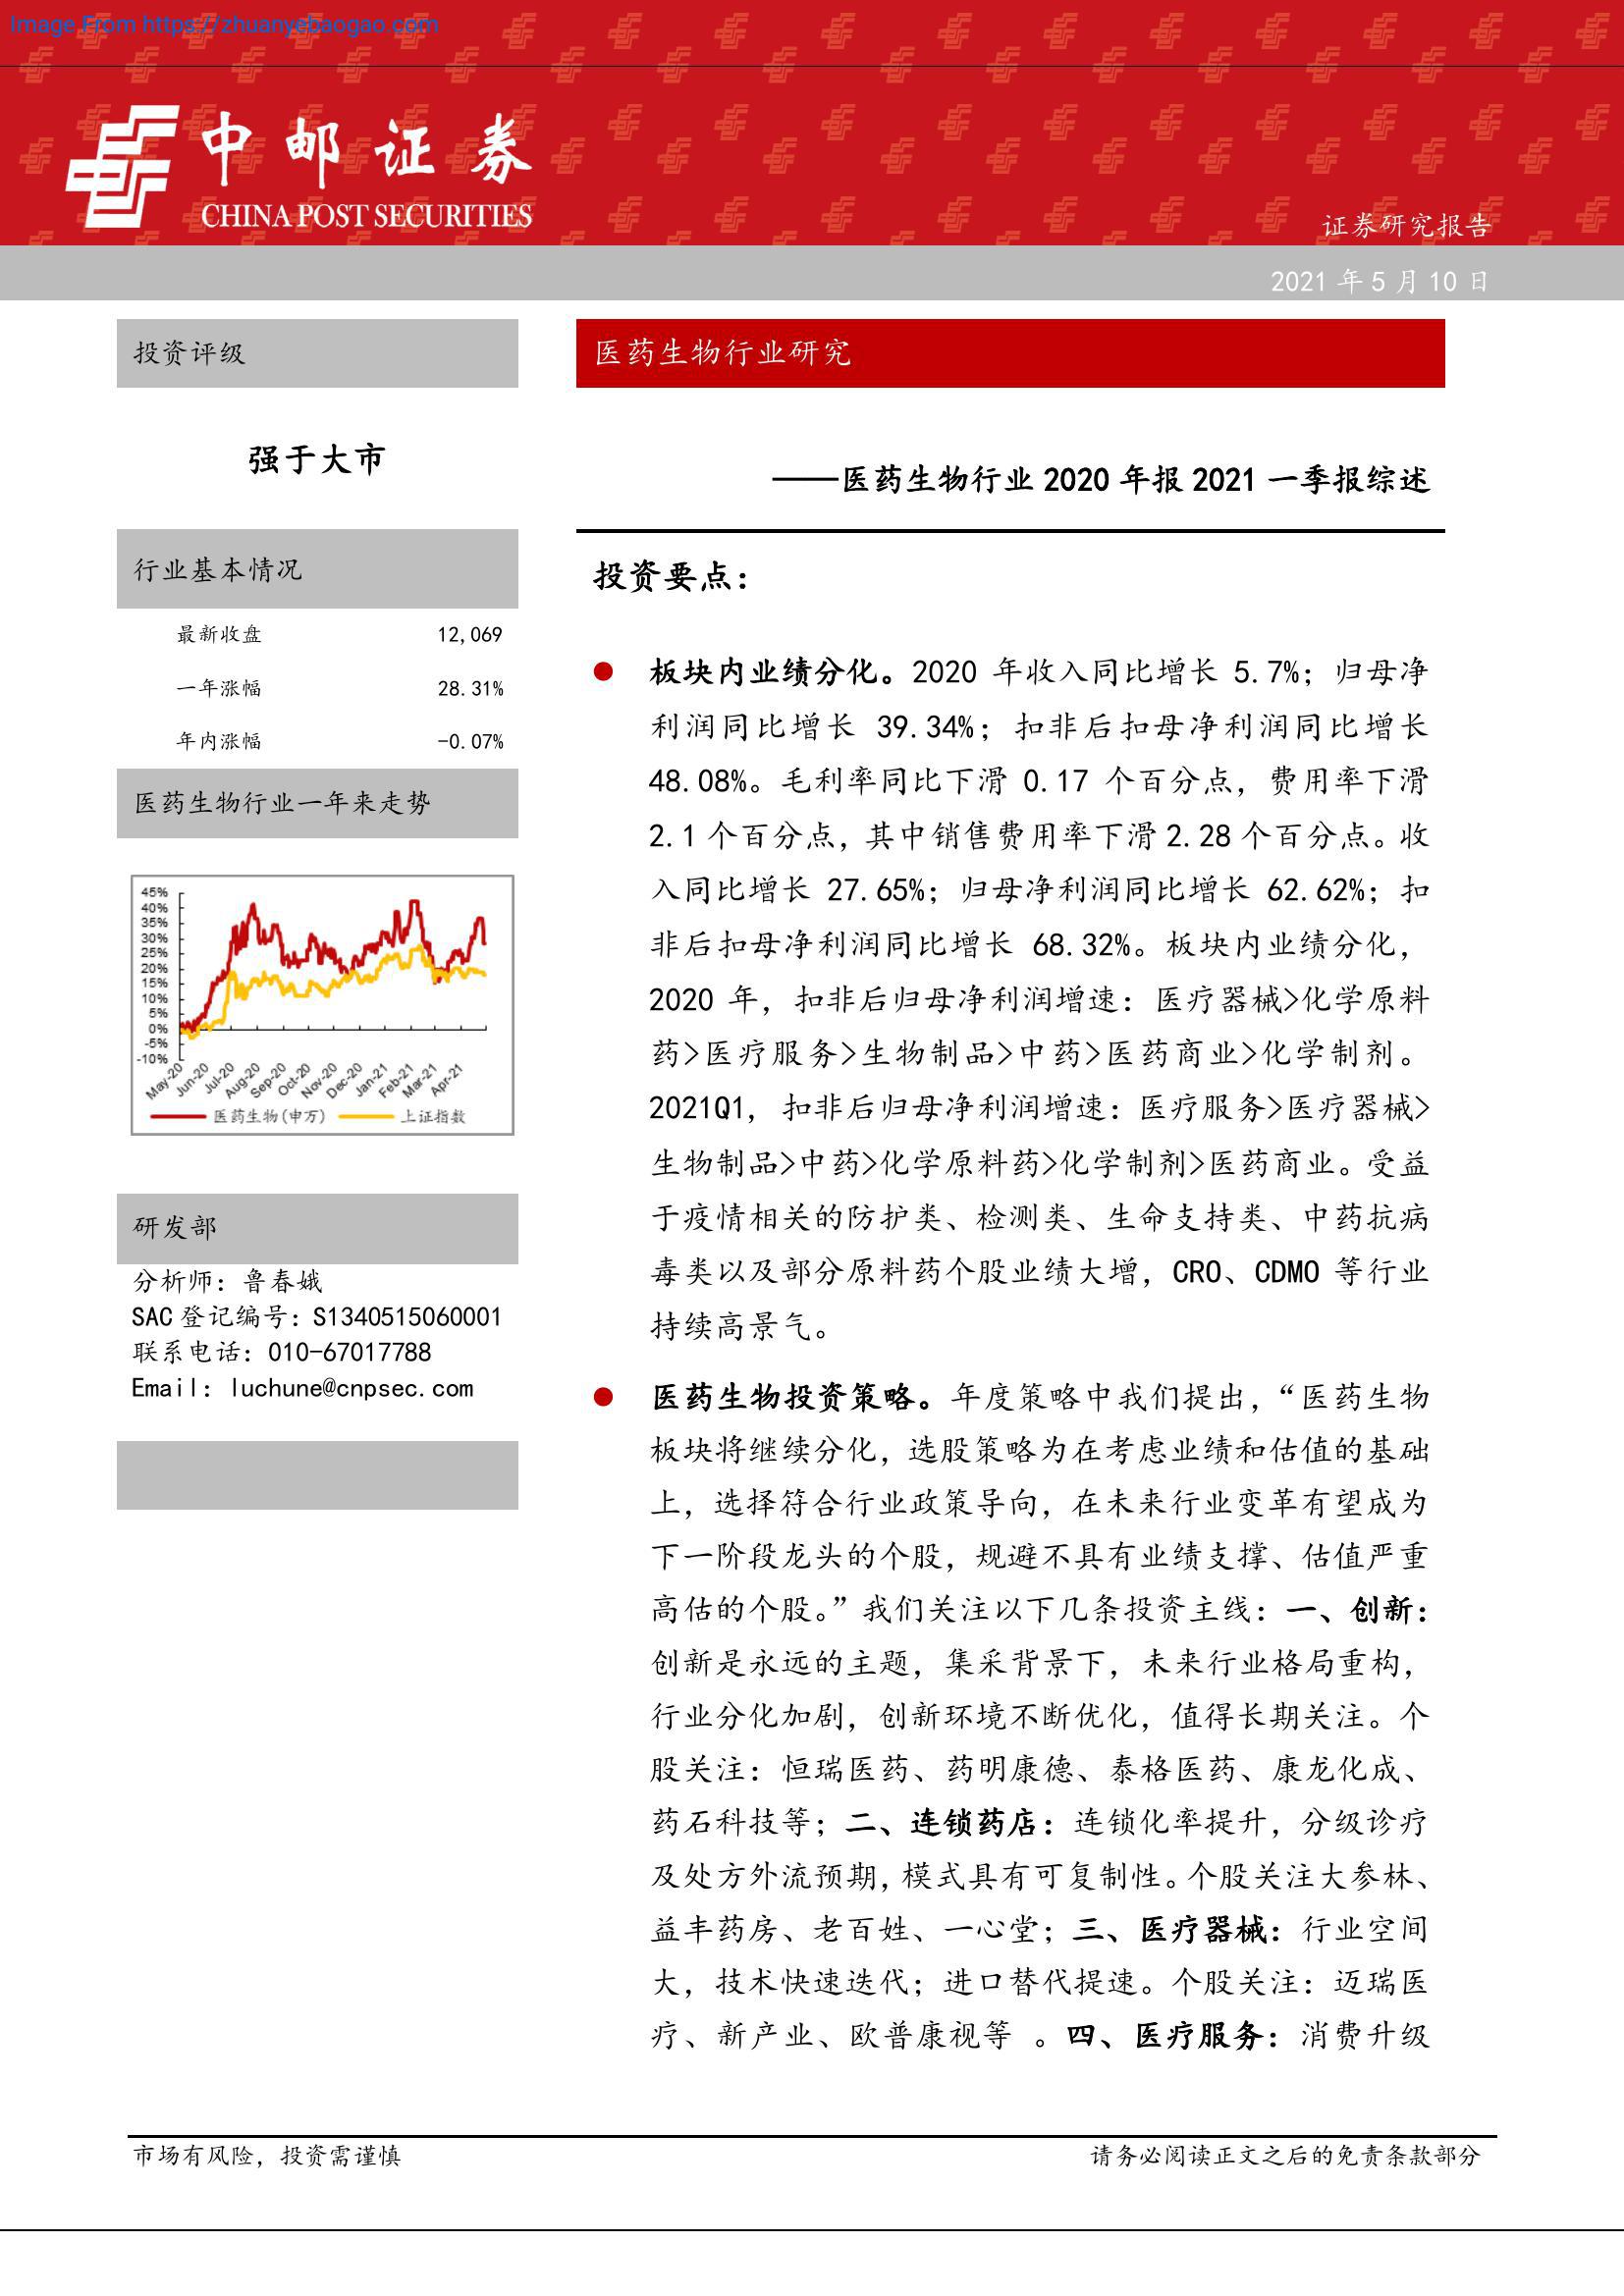 Image From https://zhuanyebaogao.com
中邮证券
CHINA POST SECURITIES
证券研究报告
2021 年 5 月 10 日
投资评级
强于大市
行业基本情况
最新收盘 12,069
一年涨幅 28.31%
年内涨幅 -0.07%
医药生物行业一年来走势
45%
40%
35%
30%
25%
20%
15%
10%
5%
0%
-5%
-10%
May-20 Jun-20 Jul-20 Aug-20 Sep-20 Oct-20 Nov-20 Dec-20 Jan-21 Feb-21 Mar-21 Apr-21
医药生物(申万) 上证指数
研发部
分析师：鲁春娥
SAC 登记编号：S1340515060001
联系电话：010-67017788
Email：luchune@cnpsec.com
医药生物行业研究
——医药生物行业 2020 年报 2021 一季报综述
投资要点：
● 板块内业绩分化。2020 年收入同比增长 5.7%；归母净
利润同比增长 39.34%；扣非后扣母净利润同比增长
48.08%。毛利率同比下滑 0.17 个百分点，费用率下滑
2.1 个百分点，其中销售费用率下滑 2.28 个百分点。收
入同比增长 27.65%；归母净利润同比增长 62.62%；扣
非后扣母净利润同比增长 68.32%。板块内业绩分化，
2020 年，扣非后归母净利润增速：医疗器械>化学原料
药>医疗服务>生物制品>中药>医药商业>化学制剂。
2021Q1，扣非后归母净利润增速：医疗服务>医疗器械>
生物制品>中药>化学原料药>化学制剂>医药商业。受益
于疫情相关的防护类、检测类、生命支持类、中药抗病
毒类以及部分原料药个股业绩大增，CRO、CDMO 等行业
持续高景气。
● 医药生物投资策略。年度策略中我们提出，“医药生物
板块将继续分化，选股策略为在考虑业绩和估值的基础
上，选择符合行业政策导向，在未来行业变革有望成为
下一阶段龙头的个股，规避不具有业绩支撑、估值严重
高估的个股。”我们关注以下几条投资主线：一、创新：
创新是永远的主题，集采背景下，未来行业格局重构，
行业分化加剧，创新环境不断优化，值得长期关注。个
股关注：恒瑞医药、药明康德、泰格医药、康龙化成、
药石科技等；二、连锁药店：连锁化率提升，分级诊疗
及处方外流预期，模式具有可复制性。个股关注大参林、
益丰药房、老百姓、一心堂；三、医疗器械：行业空间
大，技术快速迭代；进口替代提速。个股关注：迈瑞医
疗、新产业、欧普康视等 。四、医疗服务：消费升级
市场有风险，投资需谨慎
请务必阅读正文之后的免责条款部分